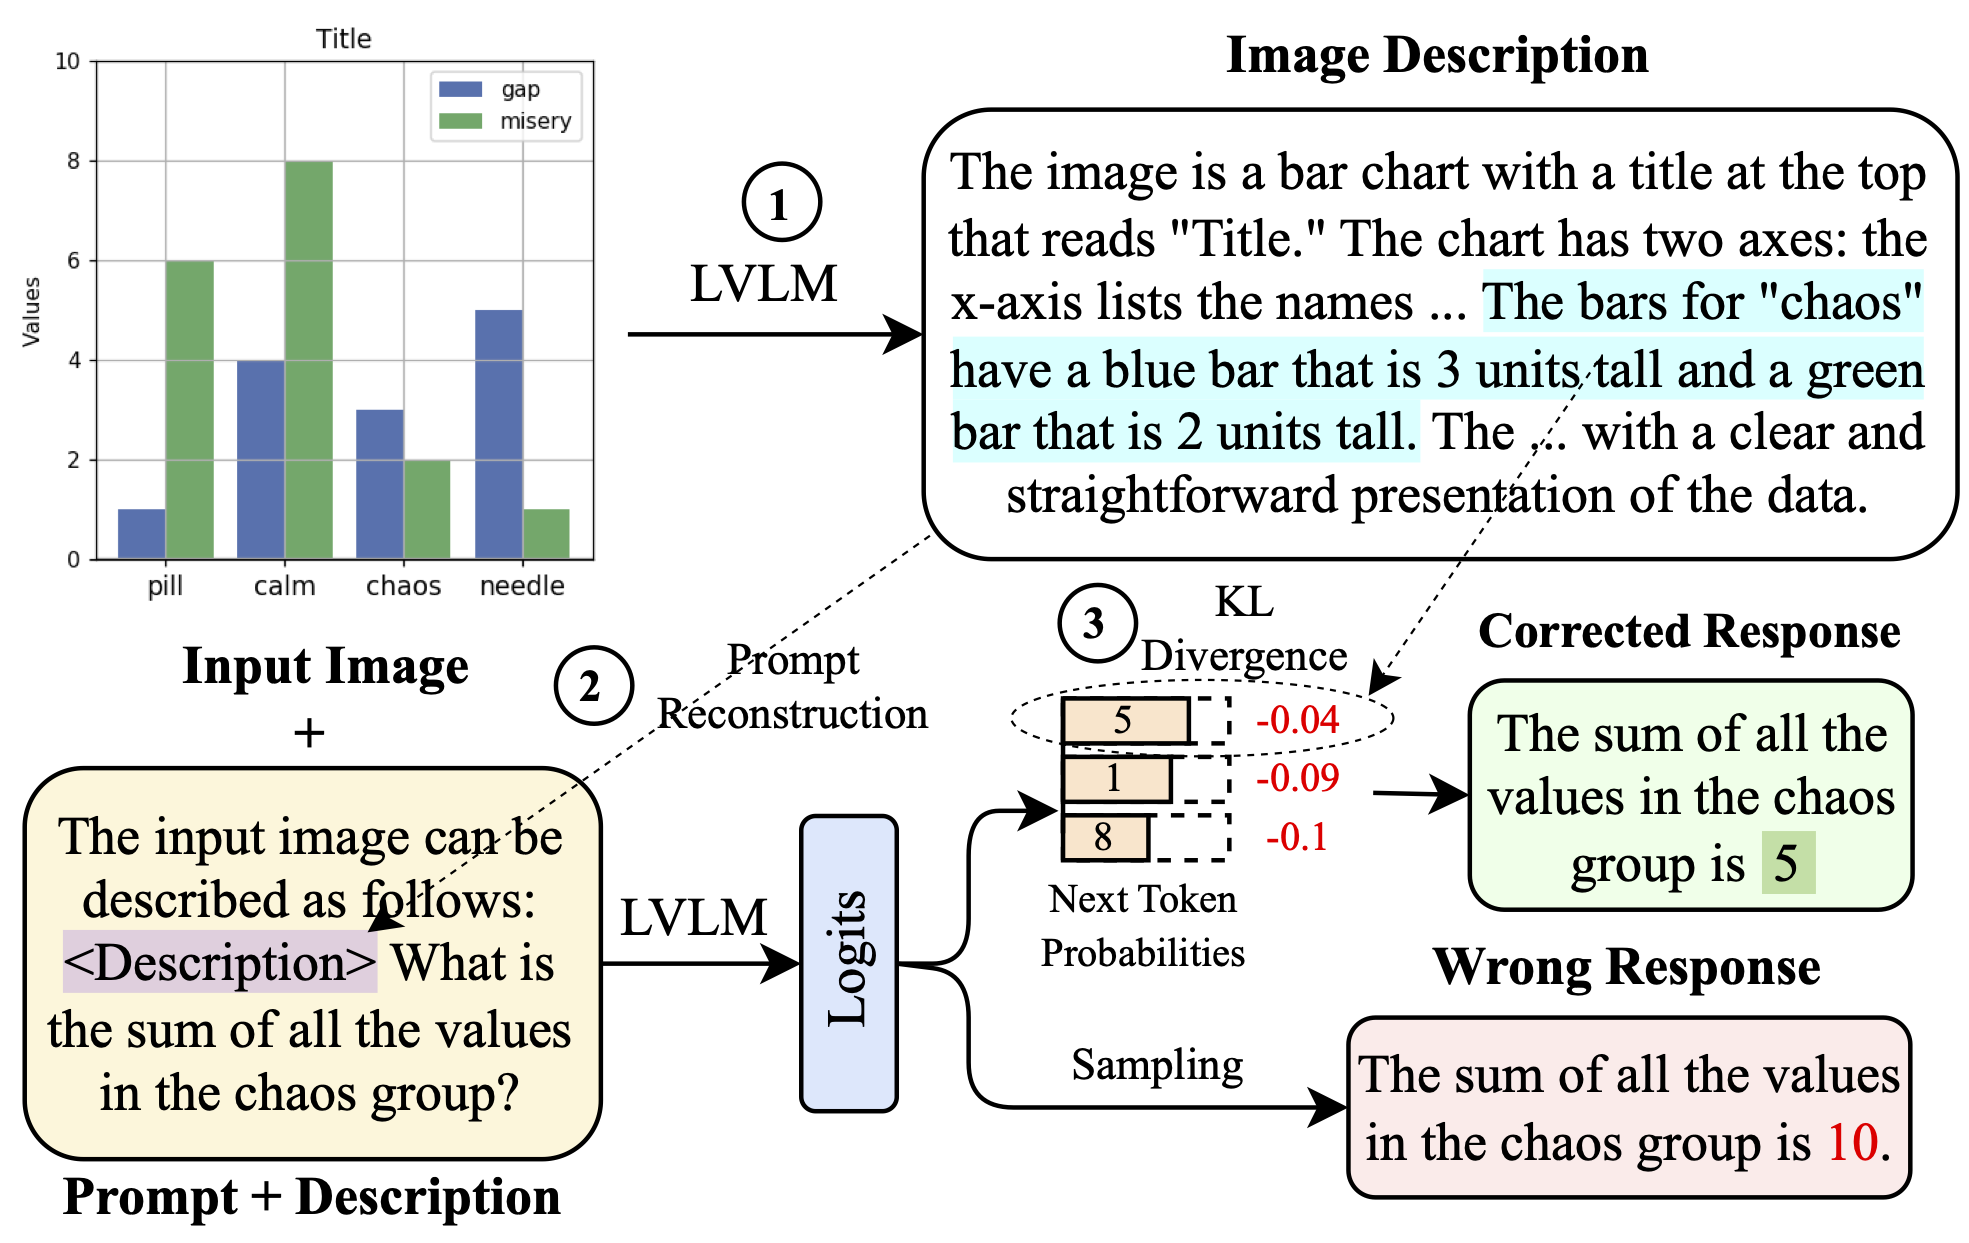 Title
10
8
6
4
2
0
Values
gap
misery
pill
calm
chaos
needle
Input Image
+
The input image can be
described as follows:
<Description> What is
the sum of all the values
in the chaos group?
Prompt + Description
1
LVLM
Image Description
The image is a bar chart with a title at the top
that reads "Title." The chart has two axes: the
x-axis lists the names ... The bars for "chaos"
have a blue bar that is 3 units tall and a green
bar that is 2 units tall. The ... with a clear and
straightforward presentation of the data.
2
Prompt
Reconstruction
LVLM
Logits
3
KL
Divergence
5 -0.04
1 -0.09
8 -0.1
Next Token
Probabilities
Corrected Response
The sum of all the
values in the chaos
group is 5
Sampling
Wrong Response
The sum of all the values
in the chaos group is 10.